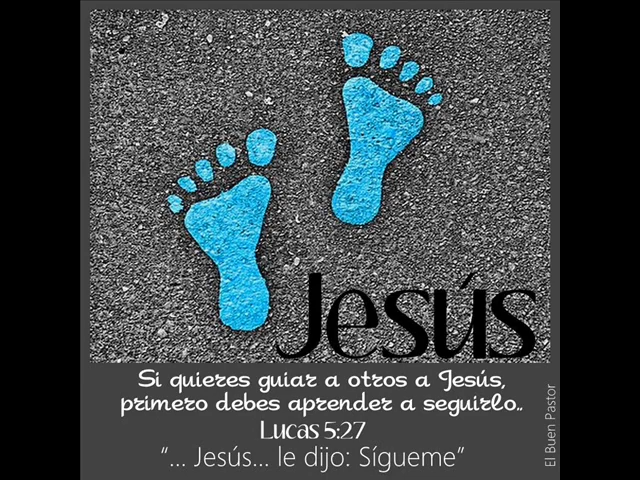 Jesús
Si quieres guiar a otros a Jesús,
primero debes aprender a seguirlo..
Lucas 5:27
“... Jesús... le dijo: Sígueme”
El Buen Pastor